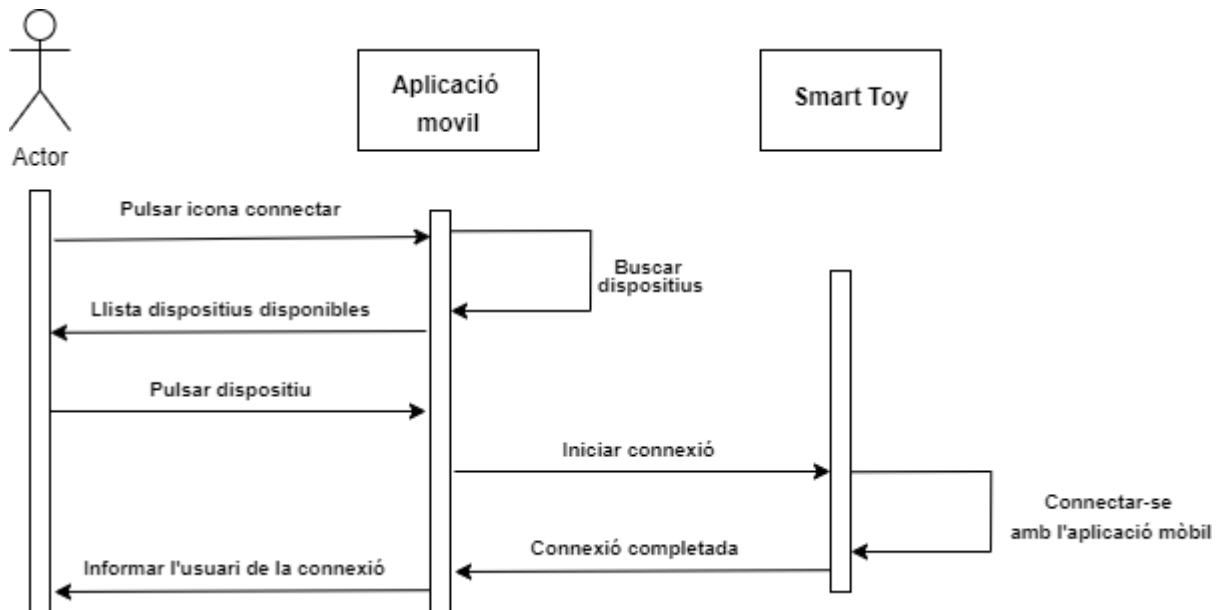 Aplicació
movil
Smart Toy
Actor
Pulsar icona connectar
Buscar
dispositius
Llista dispositius disponibles
Pulsar dispositiu
Iniciar connexió
Connectar-se
amb l'aplicació mòbil
Connexió completada
Informar l'usuari de la connexió